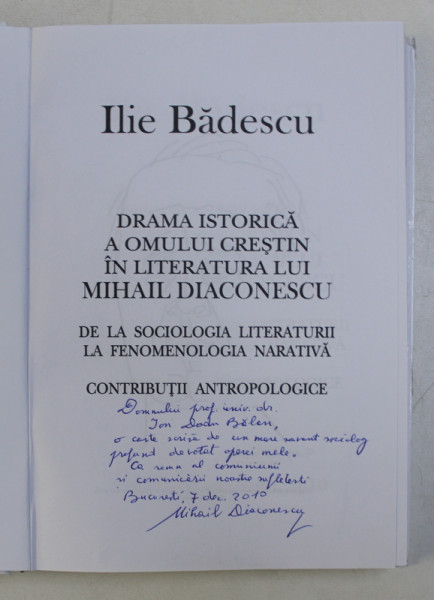 Ilie Bădescu
DRAMA ISTORICĂ
A OMULUI CREȘTIN
ÎN LITERATURA LUI
MIHAIL DIACONESCU
DE LA SOCIOLOGIA LITERATURII
LA FENOMENOLOGIA NARATIVĂ
CONTRIBUȚII ANTROPOLOGICE
Domnului prof. univ. dr.
Ion Dodu Bălan,
o carte scrisă de un mare savant sociolog
profund devotat operei mele.
Ca semn al comuniunii
și comunicării noastre sufletești
București, 7 dec. 2010
Mihail Diaconescu